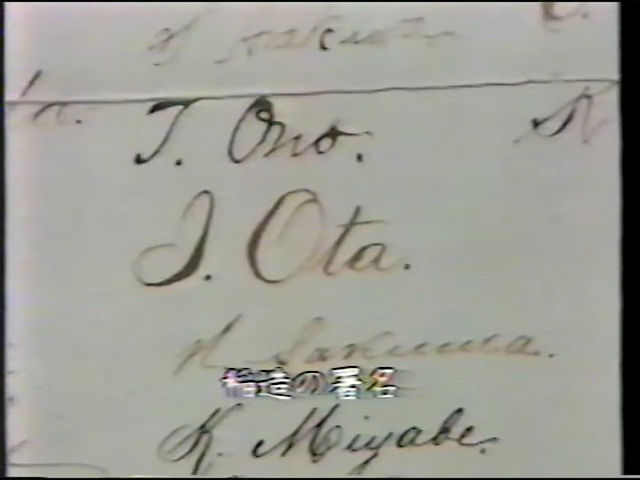 T. Ono.
I. Ota.
Sakuma.
稲造の署名
K. Miyabe.